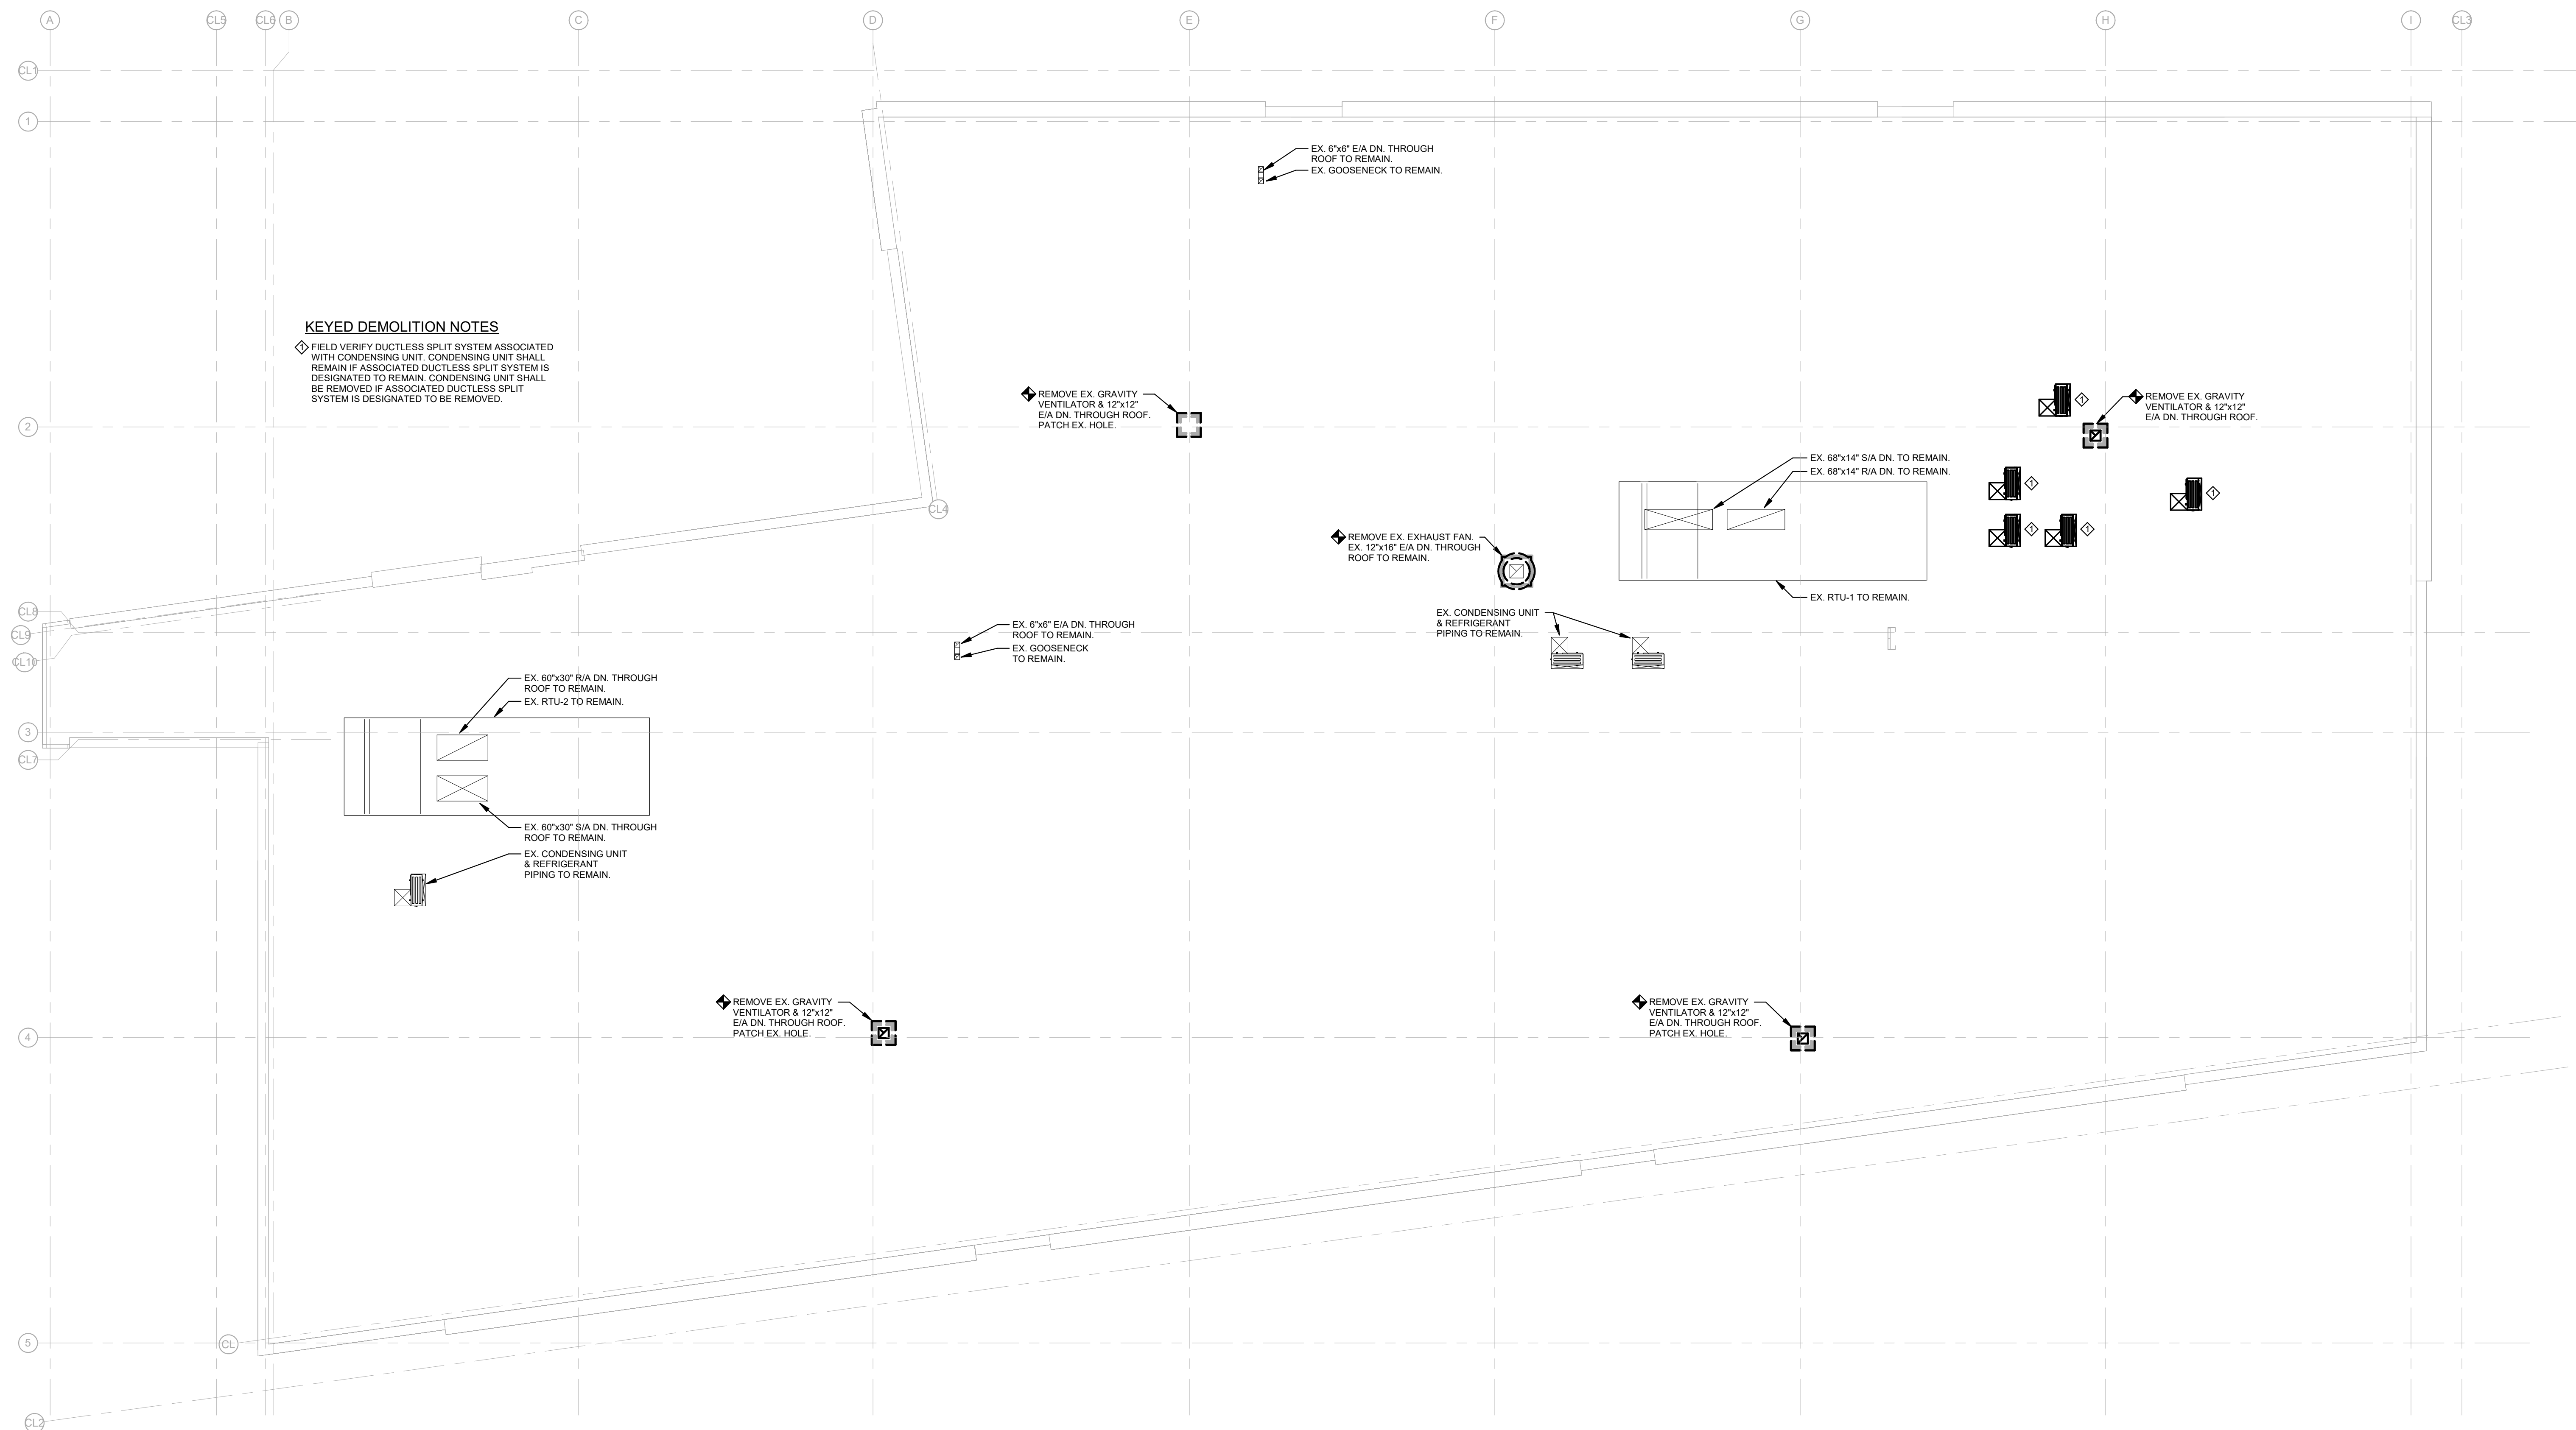 A
CL5
CL6
B
C
D
E
F
G
H
I
CL3
CL1
1
EX. 6"x6" E/A DN. THROUGH
ROOF TO REMAIN.
EX. GOOSENECK TO REMAIN.
KEYED DEMOLITION NOTES
1 FIELD VERIFY DUCTLESS SPLIT SYSTEM ASSOCIATED
WITH CONDENSING UNIT. CONDENSING UNIT SHALL
REMAIN IF ASSOCIATED DUCTLESS SPLIT SYSTEM IS
DESIGNATED TO REMAIN. CONDENSING UNIT SHALL
BE REMOVED IF ASSOCIATED DUCTLESS SPLIT
SYSTEM IS DESIGNATED TO BE REMOVED.
REMOVE EX. GRAVITY
VENTILATOR & 12"x12"
E/A DN. THROUGH ROOF.
PATCH EX. HOLE.
1
REMOVE EX. GRAVITY
VENTILATOR & 12"x12"
E/A DN. THROUGH ROOF.
2
EX. 68"x14" S/A DN. TO REMAIN.
EX. 68"x14" R/A DN. TO REMAIN.
1
1
CL4
1
1
REMOVE EX. EXHAUST FAN.
EX. 12"x16" E/A DN. THROUGH
ROOF TO REMAIN.
EX. RTU-1 TO REMAIN.
CL8
CL9
CL10
EX. CONDENSING UNIT
& REFRIGERANT
PIPING TO REMAIN.
EX. 6"x6" E/A DN. THROUGH
ROOF TO REMAIN.
EX. GOOSENECK
TO REMAIN.
EX. 60"x30" R/A DN. THROUGH
ROOF TO REMAIN.
EX. RTU-2 TO REMAIN.
3
CL7
EX. 60"x30" S/A DN. THROUGH
ROOF TO REMAIN.
EX. CONDENSING UNIT
& REFRIGERANT
PIPING TO REMAIN.
REMOVE EX. GRAVITY
VENTILATOR & 12"x12"
E/A DN. THROUGH ROOF.
PATCH EX. HOLE.
REMOVE EX. GRAVITY
VENTILATOR & 12"x12"
E/A DN. THROUGH ROOF.
PATCH EX. HOLE.
4
5
CL
CL2